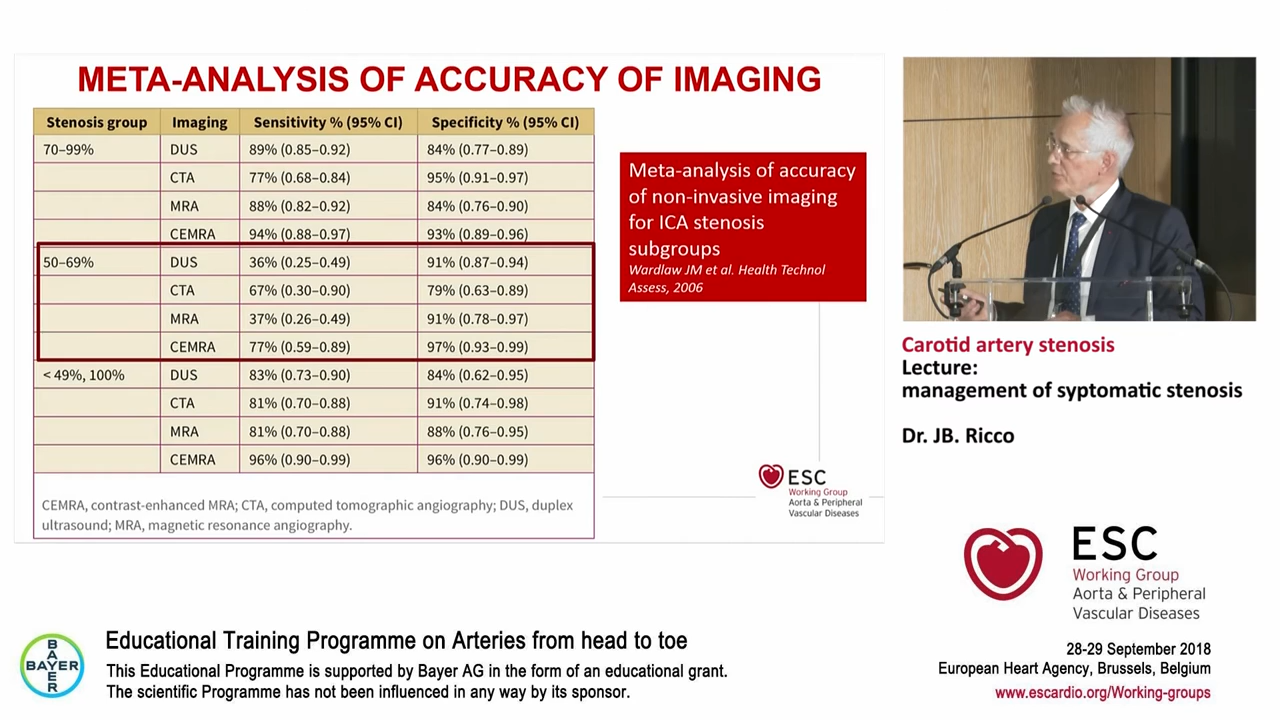 META-ANALYSIS OF ACCURACY OF IMAGING
Stenosis group Imaging Sensitivity % (95% CI) Specificity % (95% CI)
70–99% DUS 89% (0.85–0.92) 84% (0.77–0.89)
CTA 77% (0.68–0.84) 95% (0.91–0.97)
MRA 88% (0.82–0.92) 84% (0.76–0.90)
CEMRA 94% (0.88–0.97) 93% (0.89–0.96)
50–69% DUS 36% (0.25–0.49) 91% (0.87–0.94)
CTA 67% (0.30–0.90) 79% (0.63–0.89)
MRA 37% (0.26–0.49) 91% (0.78–0.97)
CEMRA 77% (0.59–0.89) 97% (0.93–0.99)
< 49%, 100% DUS 83% (0.73–0.90) 84% (0.62–0.95)
CTA 81% (0.70–0.88) 91% (0.74–0.98)
MRA 81% (0.70–0.88) 88% (0.76–0.95)
CEMRA 96% (0.90–0.99) 96% (0.90–0.99)
CEMRA, contrast-enhanced MRA; CTA, computed tomographic angiography; DUS, duplex
ultrasound; MRA, magnetic resonance angiography.
Meta-analysis of accuracy
of non-invasive imaging
for ICA stenosis
subgroups
Wardlaw JM et al. Health Technol
Assess, 2006
ESC
Working Group
Aorta & Peripheral
Vascular Diseases
Carotid artery stenosis
Lecture:
management of syptomatic stenosis
Dr. JB. Ricco
ESC
Working Group
Aorta & Peripheral
Vascular Diseases
BAYER
BAYER
Educational Training Programme on Arteries from head to toe
This Educational Programme is supported by Bayer AG in the form of an educational grant.
The scientific Programme has not been influenced in any way by its sponsor.
28-29 September 2018
European Heart Agency, Brussels, Belgium
www.escardio.org/Working-groups